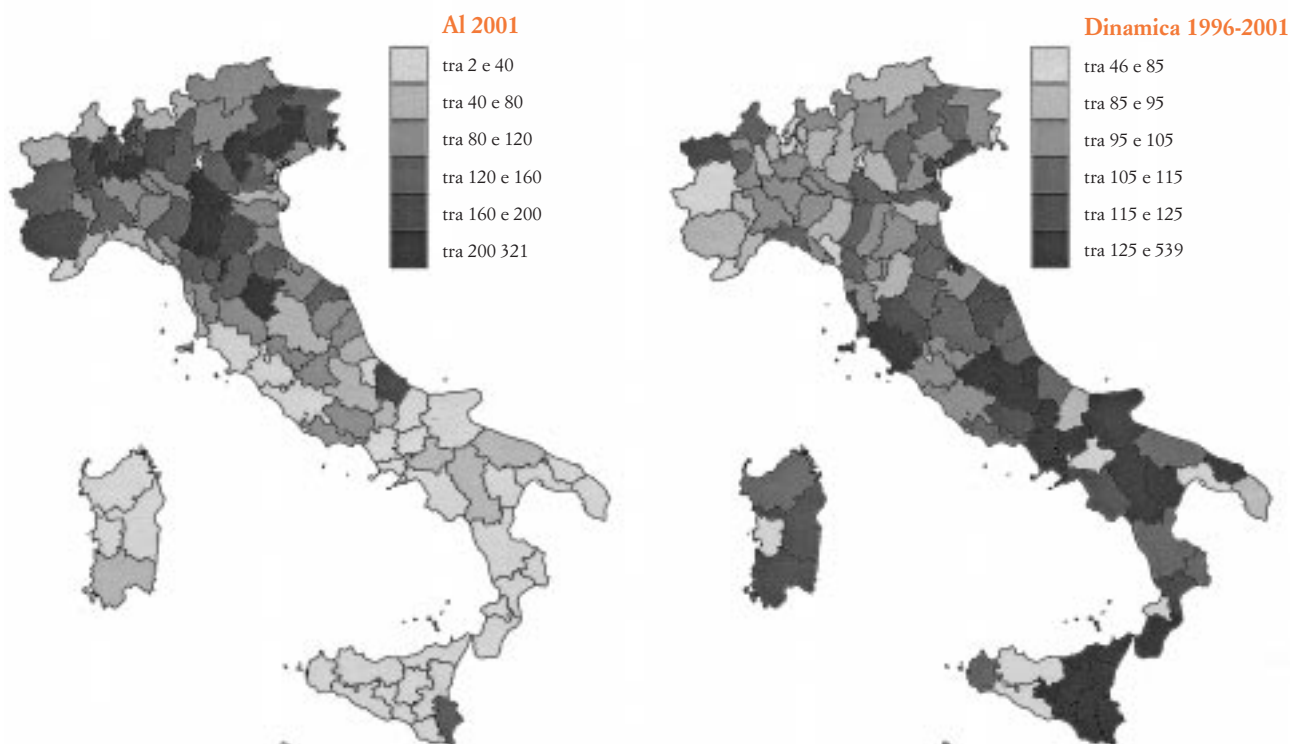 Al 2001
tra 2 e 40
tra 40 e 80
tra 80 e 120
tra 120 e 160
tra 160 e 200
tra 200 321
Dinamica 1996-2001
tra 46 e 85
tra 85 e 95
tra 95 e 105
tra 105 e 115
tra 115 e 125
tra 125 e 539